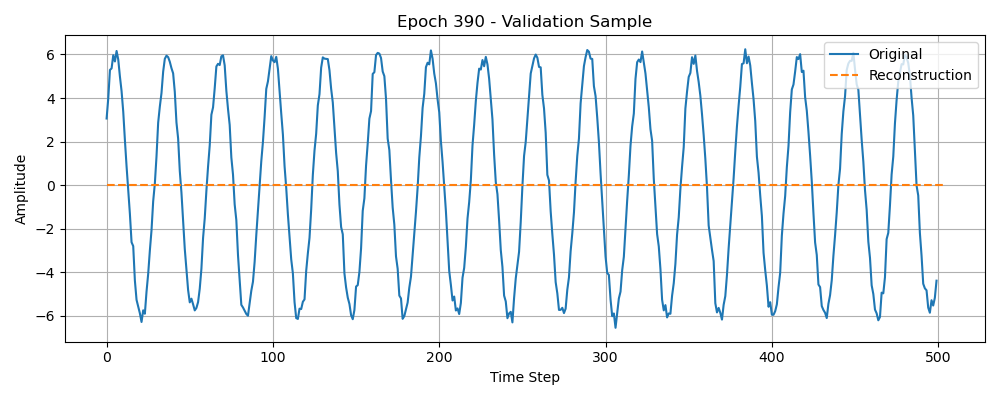 Epoch 390 - Validation Sample
Original
Reconstruction
Amplitude
6
4
2
0
−2
−4
−6
0 100 200 300 400 500
Time Step